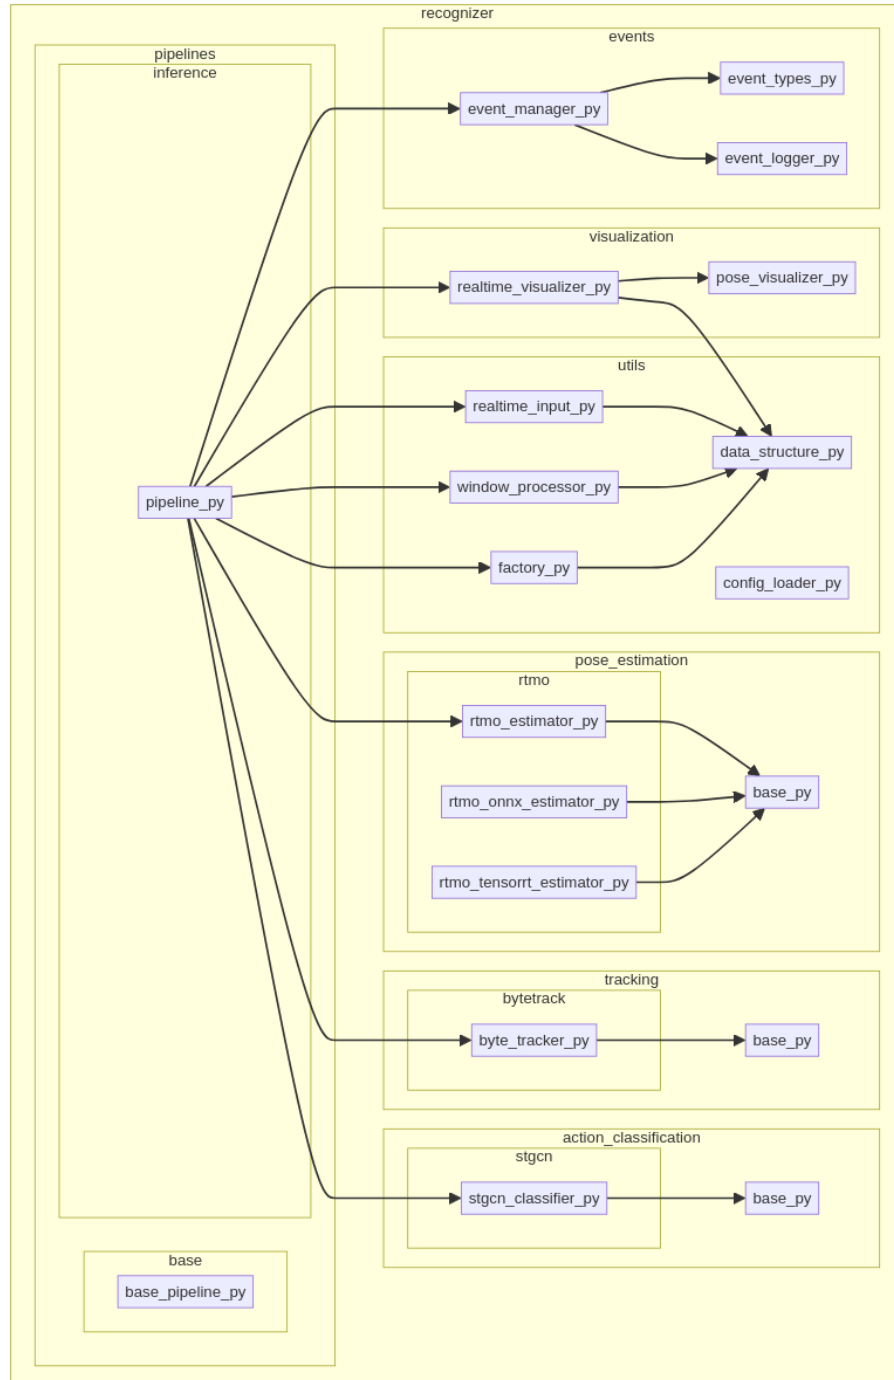 recognizer
pipelines
inference
pipeline_py
base
base_pipeline_py
events
event_manager_py
event_types_py
event_logger_py
visualization
realtime_visualizer_py
pose_visualizer_py
utils
realtime_input_py
data_structure_py
window_processor_py
factory_py
config_loader_py
pose_estimation
rtmo
rtmo_estimator_py
base_py
rtmo_onnx_estimator_py
rtmo_tensorrt_estimator_py
tracking
bytetrack
byte_tracker_py
base_py
action_classification
stgcn
stgcn_classifier_py
base_py